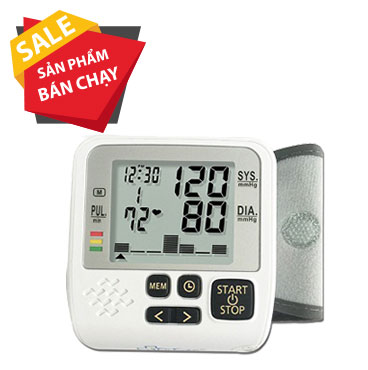 SALE
SẢN PHẨM
BÁN CHẠY
12:30 120 SYS.
mmHg
M 1
PUL. 72 80 DIA.
min mmHg
MEM START
STOP